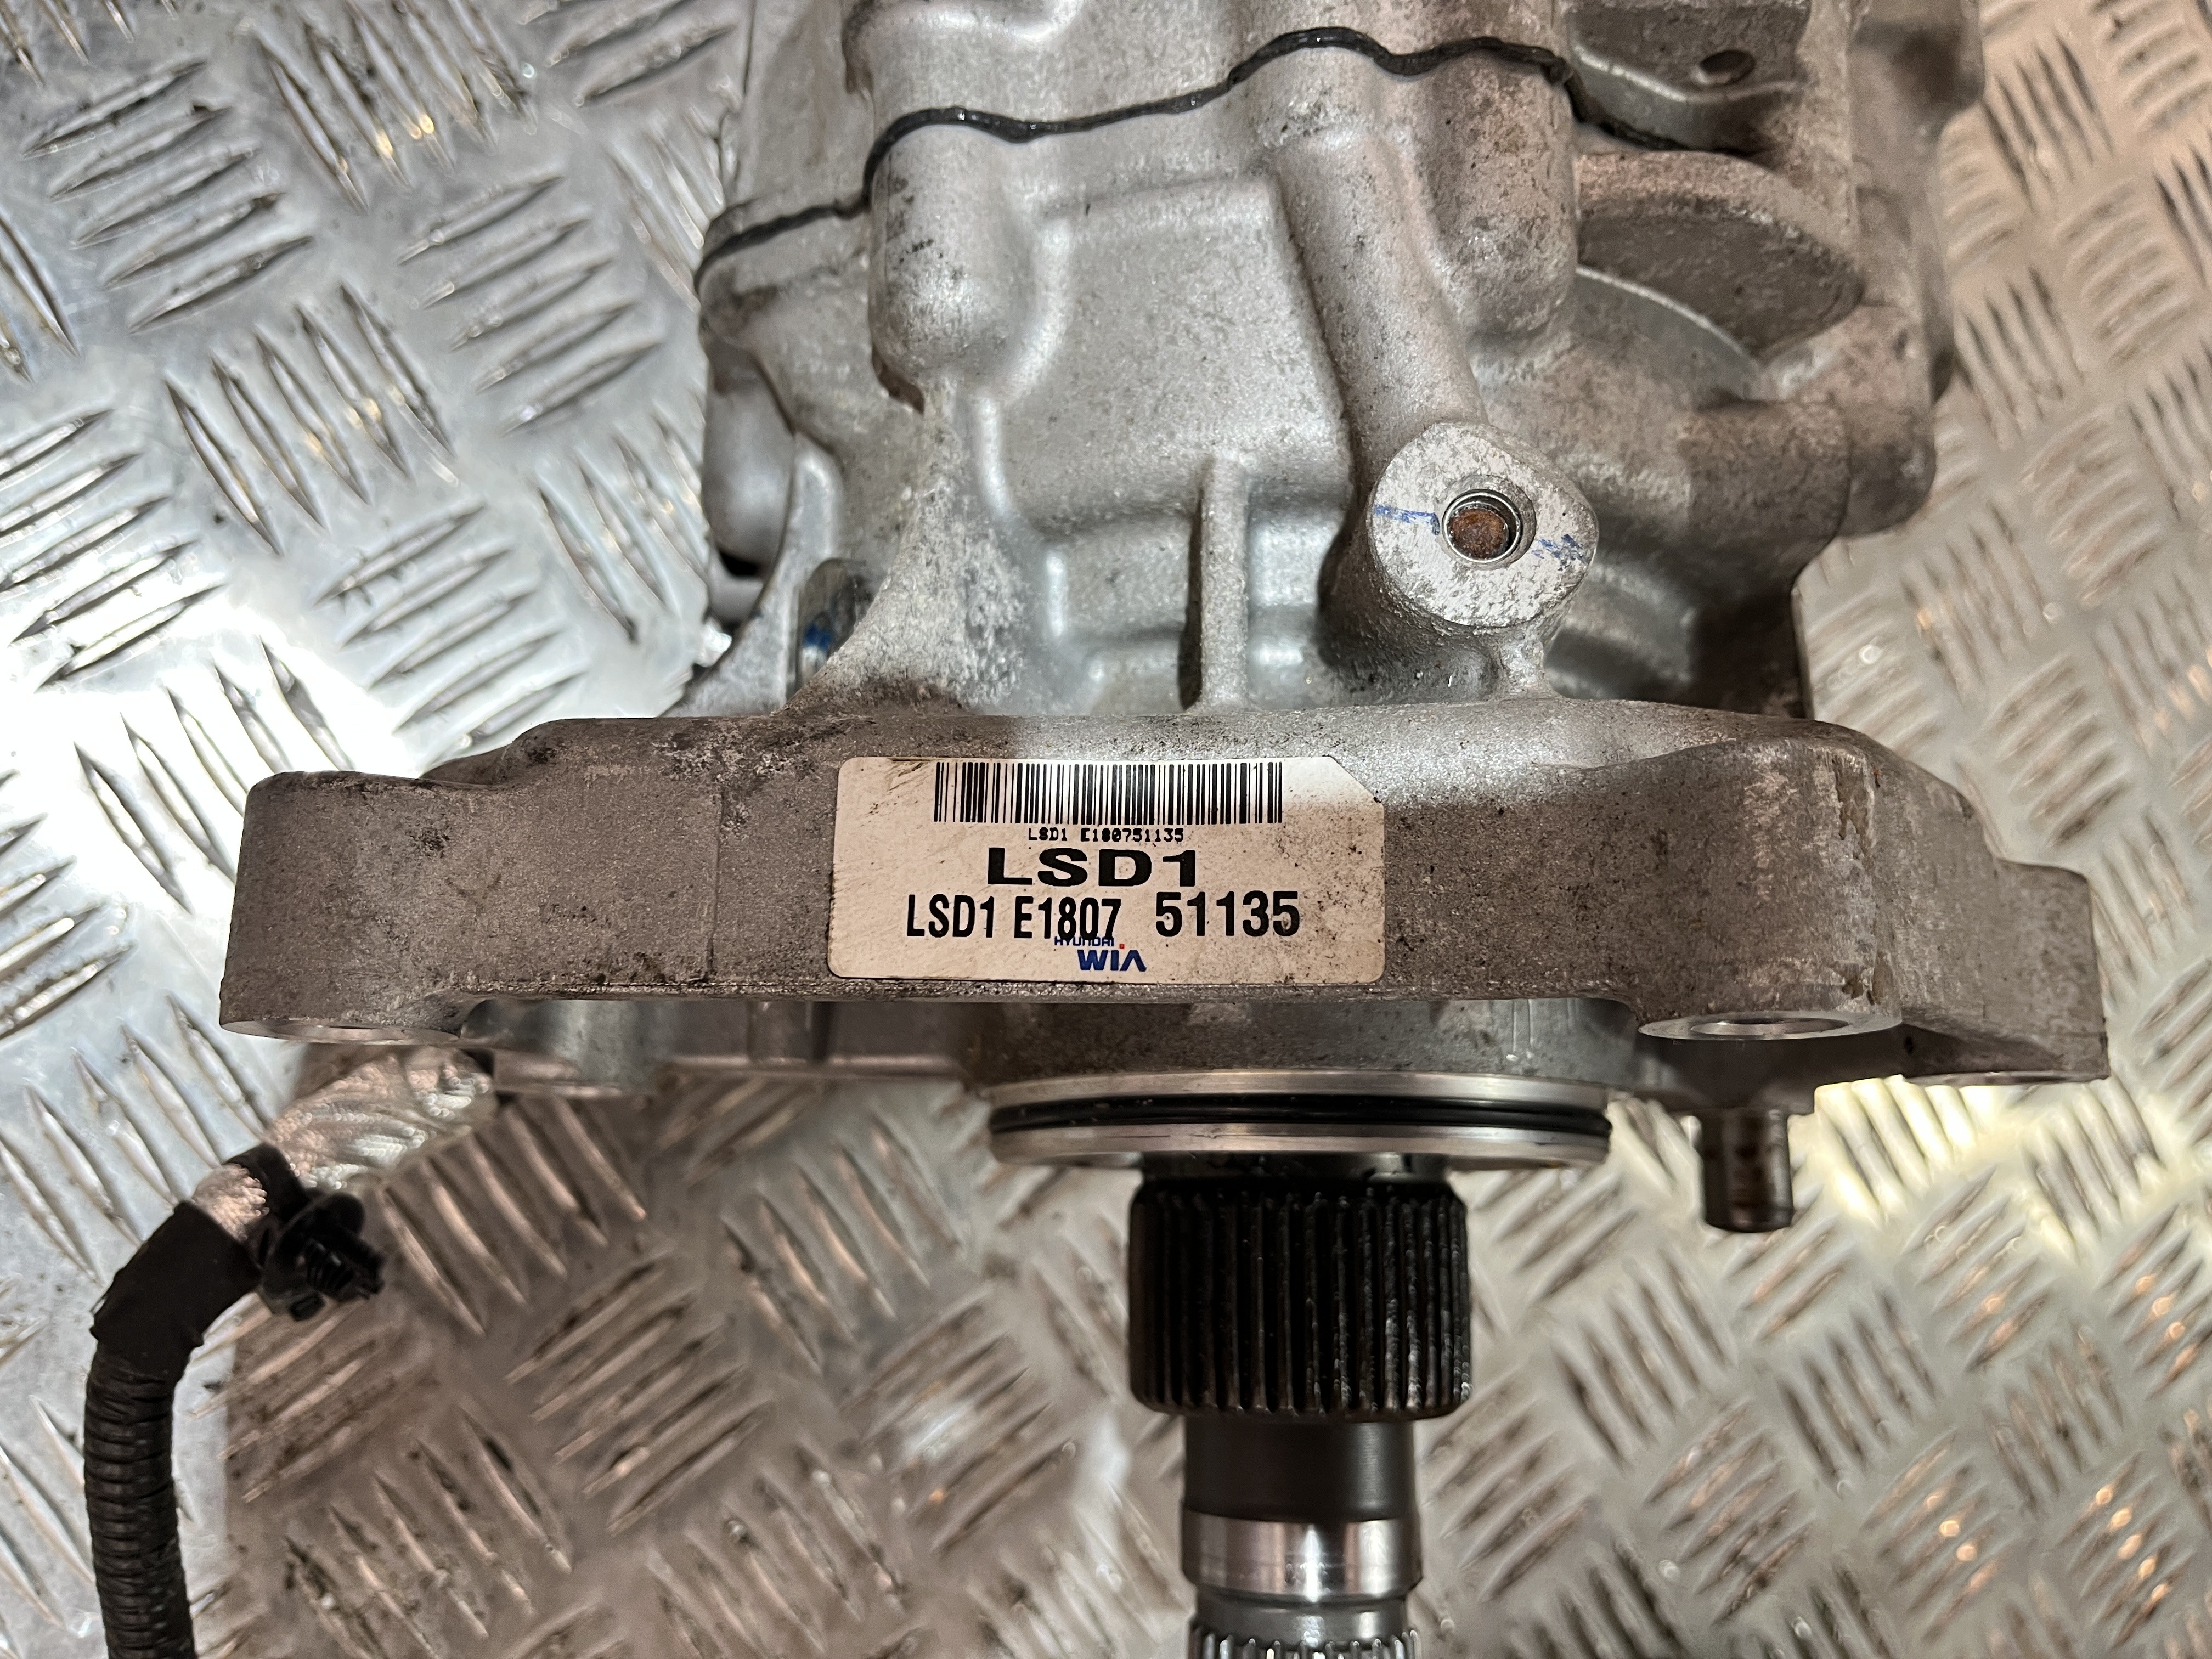 LSD1 E180751135
LSD1
LSD1 E1807 51135
HYUNDAI
WIA